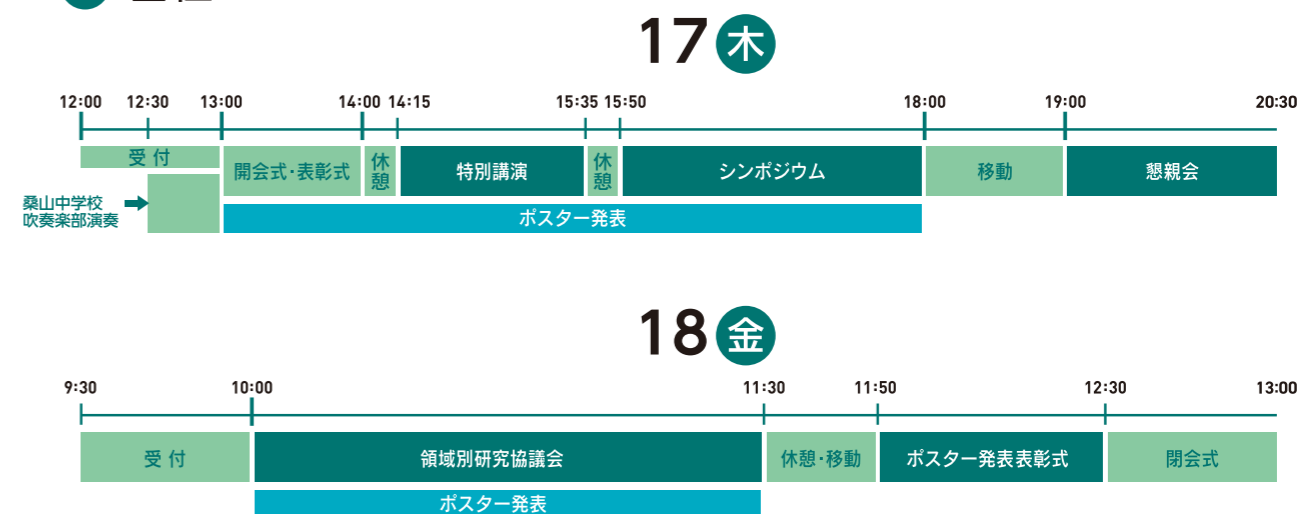 17 木
12:00 12:30 13:00 14:00 14:15 15:35 15:50 18:00 19:00 20:30
受付
開会式・表彰式
休憩
特別講演
休憩
シンポジウム
移動
懇親会
桑山中学校
吹奏楽部演奏
ポスター発表
18 金
9:30 10:00 11:30 11:50 12:30 13:00
受付
領域別研究協議会
休憩・移動
ポスター発表表彰式
閉会式
ポスター発表